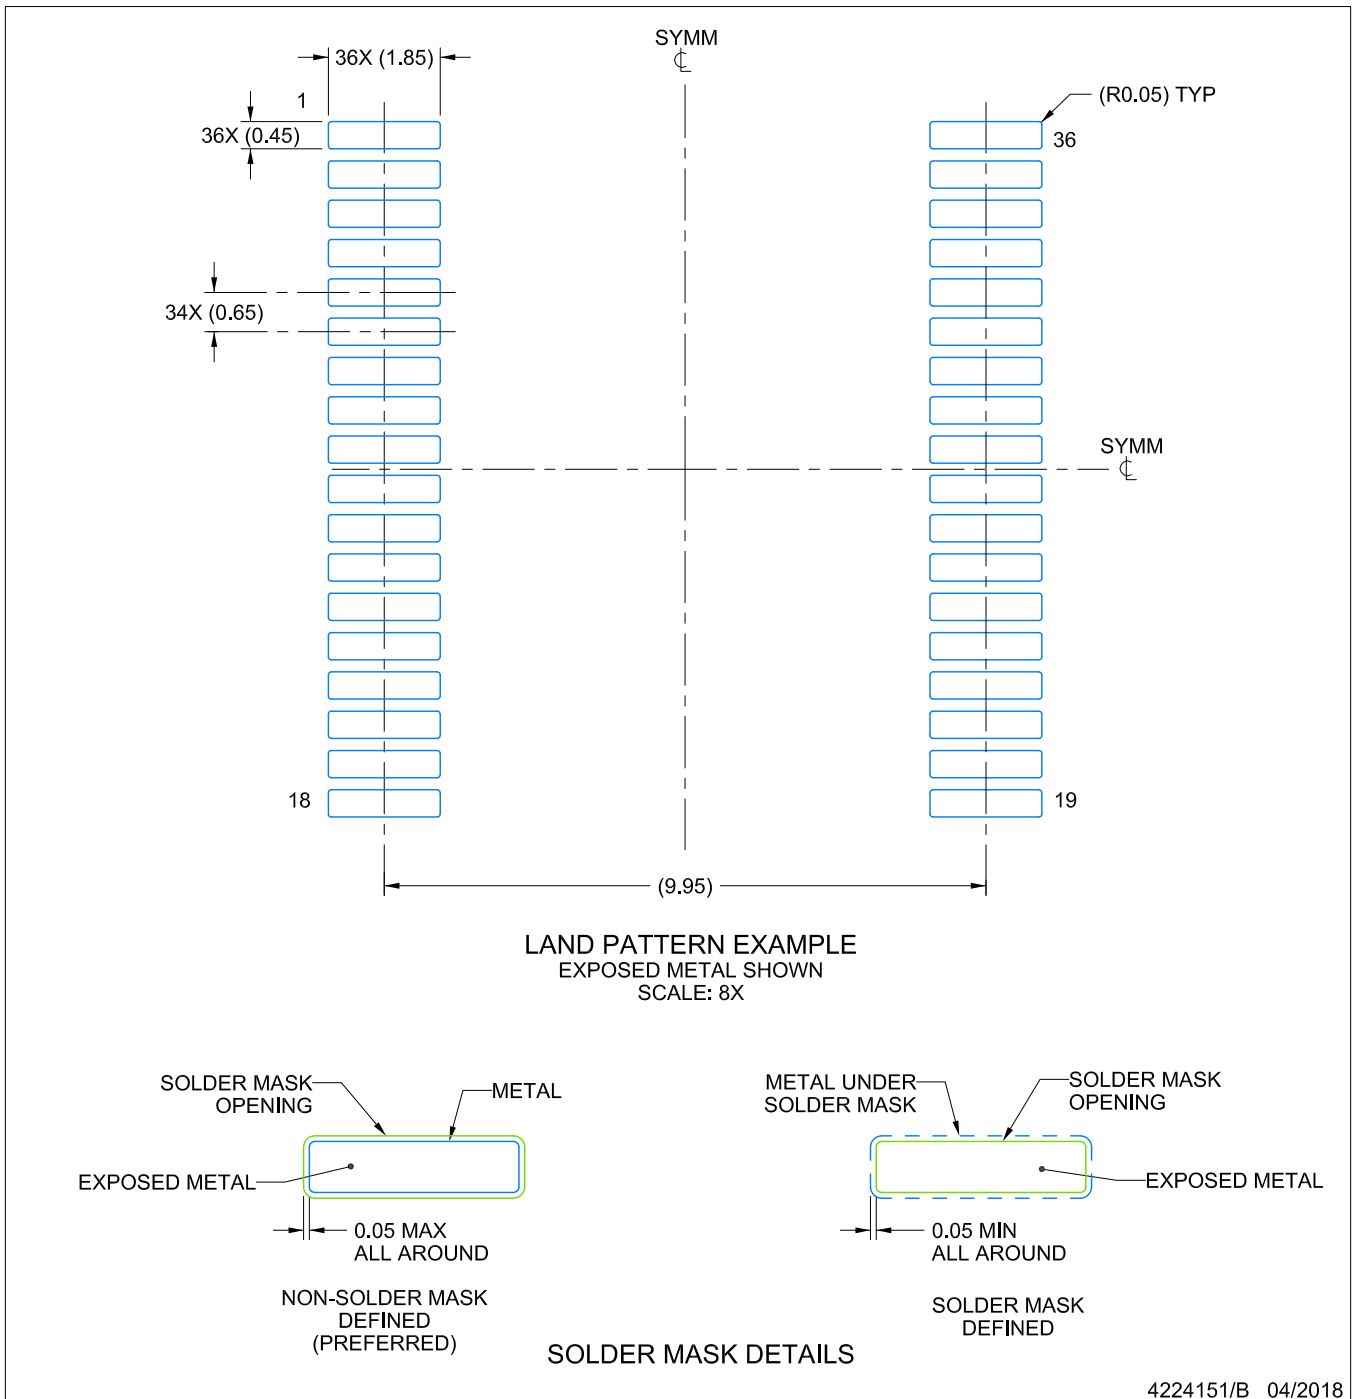 SYMM
36X (1.85)
1
(R0.05) TYP
36X (0.45)
36
34X (0.65)
SYMM
18
19
(9.95)
LAND PATTERN EXAMPLE
EXPOSED METAL SHOWN
SCALE: 8X
SOLDER MASK
OPENING
METAL
EXPOSED METAL
0.05 MAX
ALL AROUND
NON-SOLDER MASK
DEFINED
(PREFERRED)
METAL UNDER
SOLDER MASK
SOLDER MASK
OPENING
EXPOSED METAL
0.05 MIN
ALL AROUND
SOLDER MASK
DEFINED
SOLDER MASK DETAILS
4224151/B 04/2018